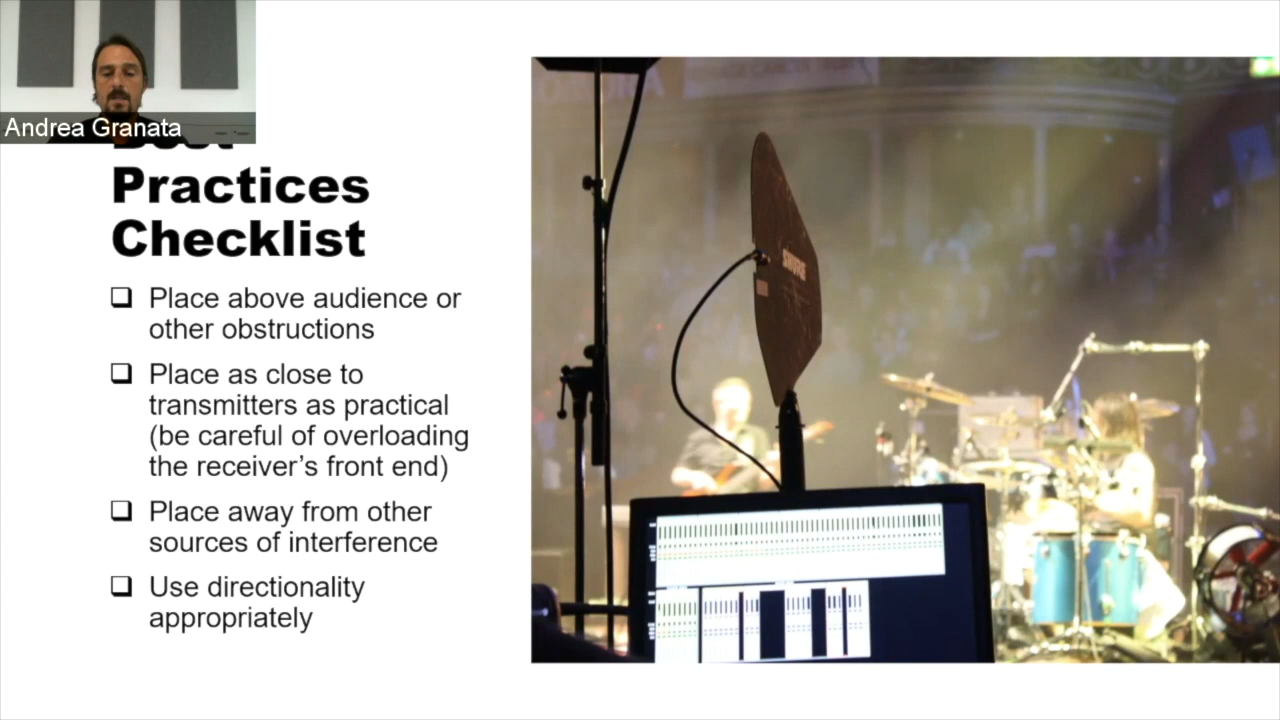 Andrea Granata
Practices
Checklist
❑ Place above audience or
other obstructions
❑ Place as close to
transmitters as practical
(be careful of overloading
the receiver’s front end)
❑ Place away from other
sources of interference
❑ Use directionality
appropriately
SHURE